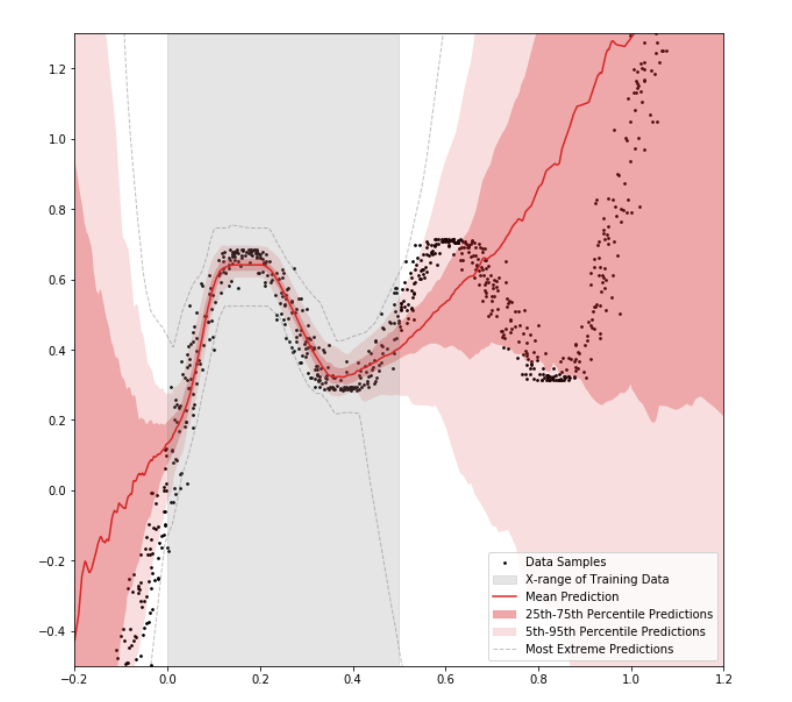 1.2
1.0
0.8
0.6
0.4
0.2
0.0
−0.2
−0.4
Data Samples
X-range of Training Data
Mean Prediction
25th-75th Percentile Predictions
5th-95th Percentile Predictions
Most Extreme Predictions
−0.2 0.0 0.2 0.4 0.6 0.8 1.0 1.2